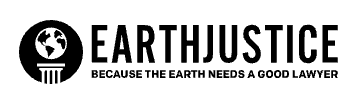 EARTHJUSTICE
BECAUSE THE EARTH NEEDS A GOOD LAWYER